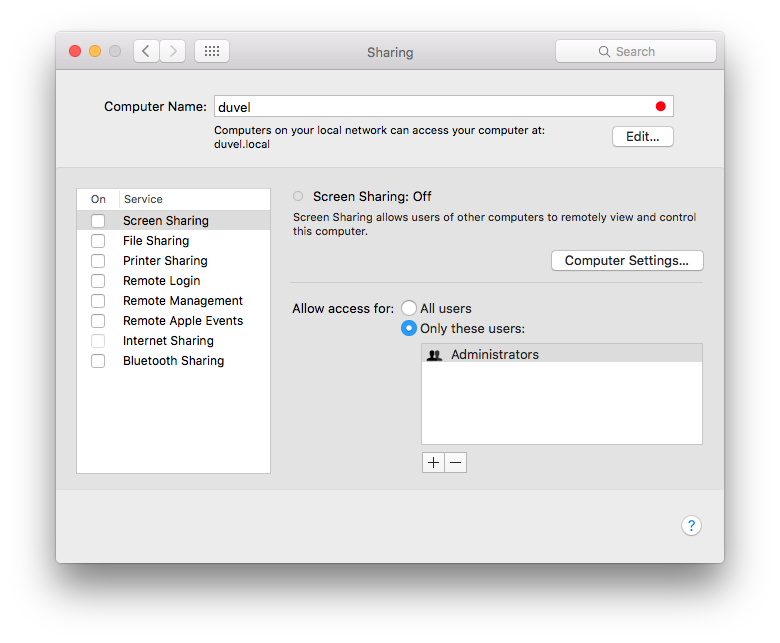 Sharing
Search
Computer Name: duvel
Computers on your local network can access your computer at:
duvel.local
Edit...
On Service
Screen Sharing
File Sharing
Printer Sharing
Remote Login
Remote Management
Remote Apple Events
Internet Sharing
Bluetooth Sharing
Screen Sharing: Off
Screen Sharing allows users of other computers to remotely view and control
this computer.
Computer Settings...
Allow access for: All users
Only these users:
Administrators
+ −
?